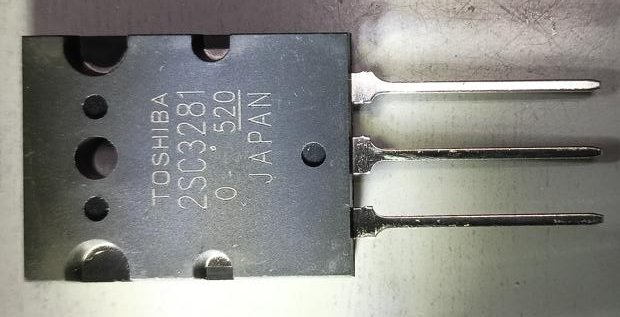 TOSHIBA
2SC3281
O - 520
JAPAN